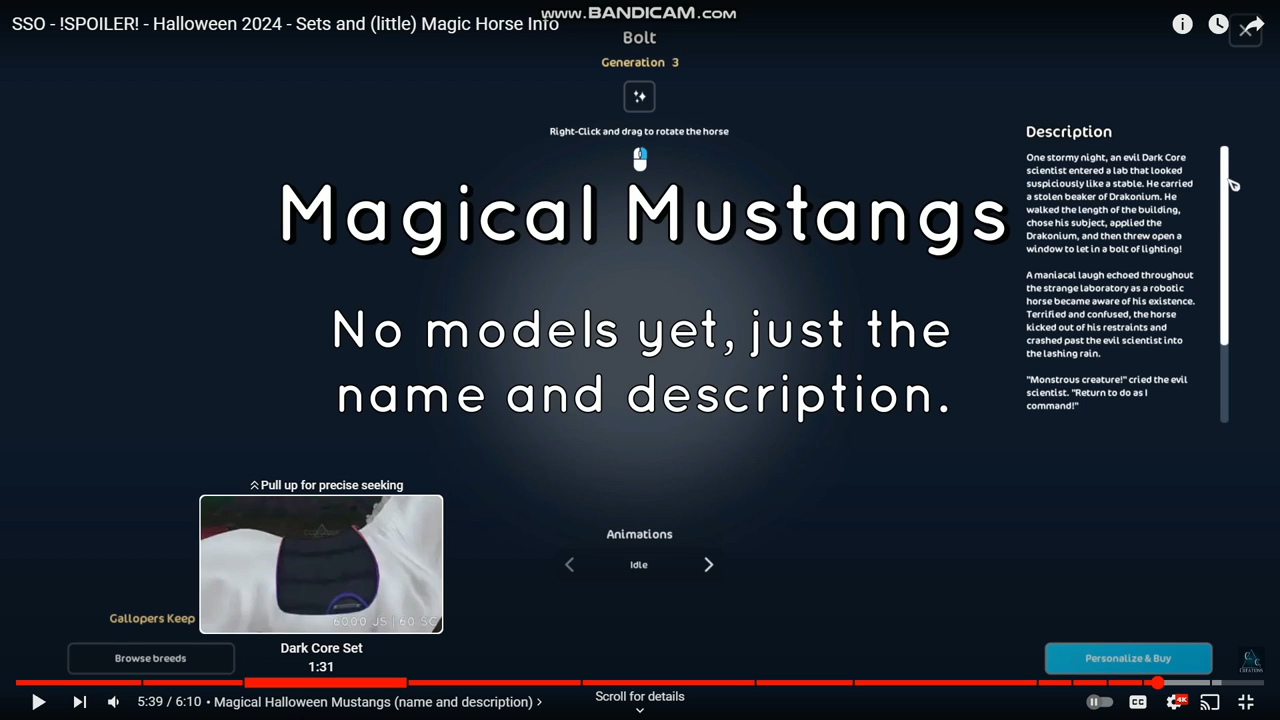 SSO - !SPOILER! - Halloween 2024 - Sets and (little) Magic Horse Info
www.BANDICAM.com
Bolt
Generation 3
Right-Click and drag to rotate the horse
Magical Mustangs
No models yet, just the
name and description.
Description
One stormy night, an evil Dark Core
scientist entered a lab that looked
suspiciously like a stable. He carried
a stolen beaker of Drakonium. He
walked the length of the building,
chose his subject, applied the
Drakonium, and then threw open a
window to let in a bolt of lighting!
A maniacal laugh echoed throughout
the strange laboratory as a robotic
horse became aware of his existence.
Terrified and confused, the horse
kicked out of his restraints and
crashed past the evil scientist into
the lashing rain.
"Monstrous creature!" cried the evil
scientist. "Return to do as I
command!"
Pull up for precise seeking
6000 JS | 60 SC
Animations
Idle
Gallopers Keep
Browse breeds
Dark Core Set
1:31
Personalize & Buy
5:39 / 6:10 • Magical Halloween Mustangs (name and description)
Scroll for details
CC
4K